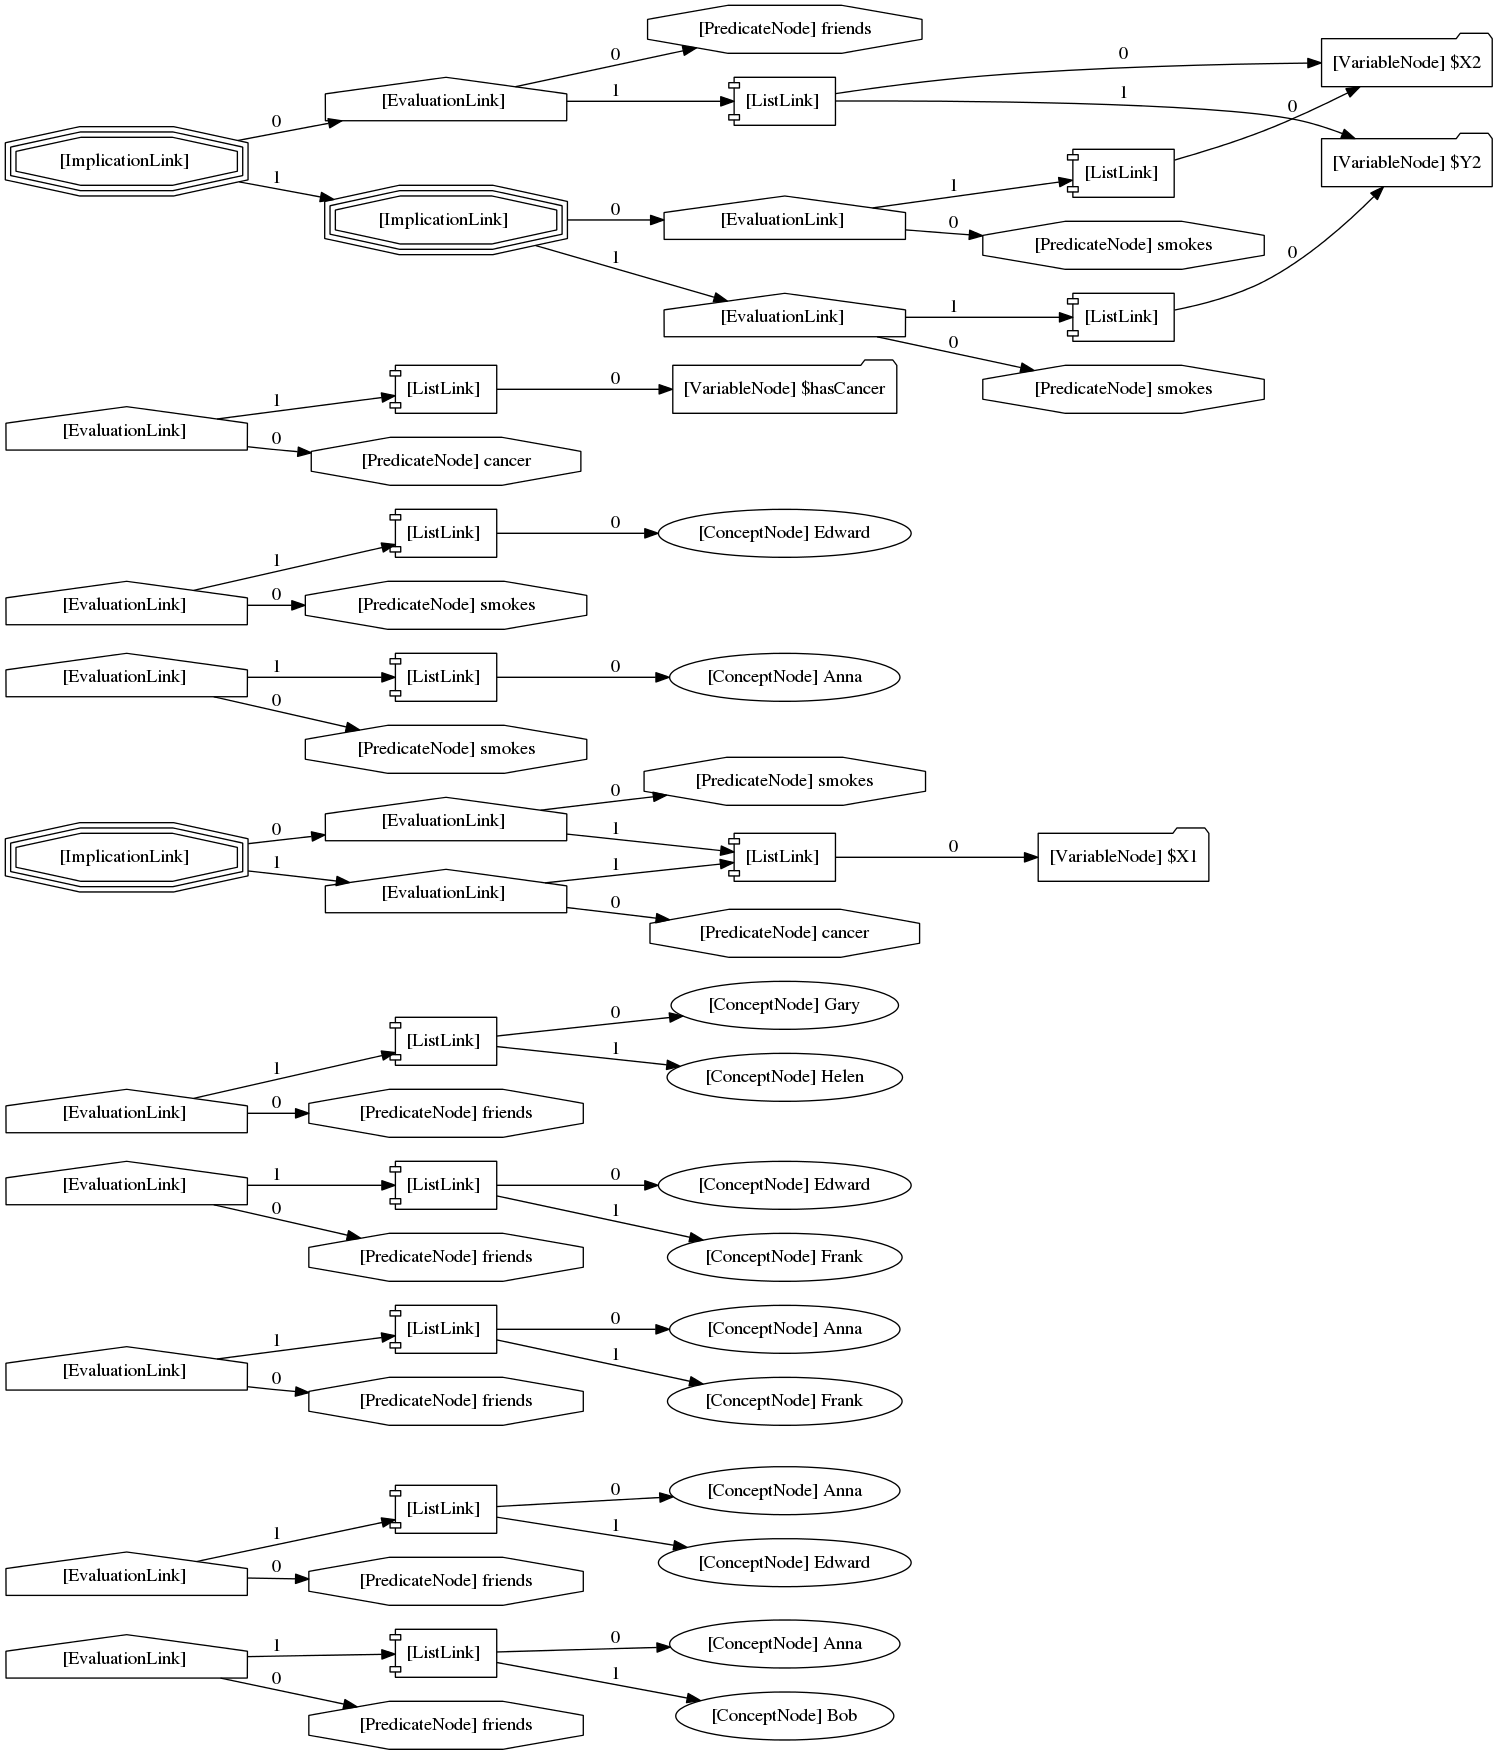 [PredicateNode] friends
0
[EvaluationLink]
1
[ListLink]
0
1
[VariableNode] $X2
0
[VariableNode] $Y2
0
[ImplicationLink]
1
[ImplicationLink]
0
[EvaluationLink]
1
[ListLink]
0
[PredicateNode] smokes
1
[EvaluationLink]
1
[ListLink]
0
0
[PredicateNode] smokes
[EvaluationLink]
1
[ListLink]
0
[VariableNode] $hasCancer
0
[PredicateNode] cancer
[EvaluationLink]
1
[ListLink]
0
[ConceptNode] Edward
0
[PredicateNode] smokes
[EvaluationLink]
1
[ListLink]
0
[ConceptNode] Anna
0
[PredicateNode] smokes
[ImplicationLink]
0
[EvaluationLink]
0
[PredicateNode] smokes
1
[ListLink]
0
[VariableNode] $X1
1
[EvaluationLink]
1
0
[PredicateNode] cancer
[EvaluationLink]
1
[ListLink]
0
[ConceptNode] Gary
1
[ConceptNode] Helen
0
[PredicateNode] friends
[EvaluationLink]
1
[ListLink]
0
[ConceptNode] Edward
1
[ConceptNode] Frank
0
[PredicateNode] friends
[EvaluationLink]
1
[ListLink]
0
[ConceptNode] Anna
1
[ConceptNode] Frank
0
[PredicateNode] friends
[EvaluationLink]
1
[ListLink]
0
[ConceptNode] Anna
1
[ConceptNode] Edward
0
[PredicateNode] friends
[EvaluationLink]
1
[ListLink]
0
[ConceptNode] Anna
1
[ConceptNode] Bob
0
[PredicateNode] friends